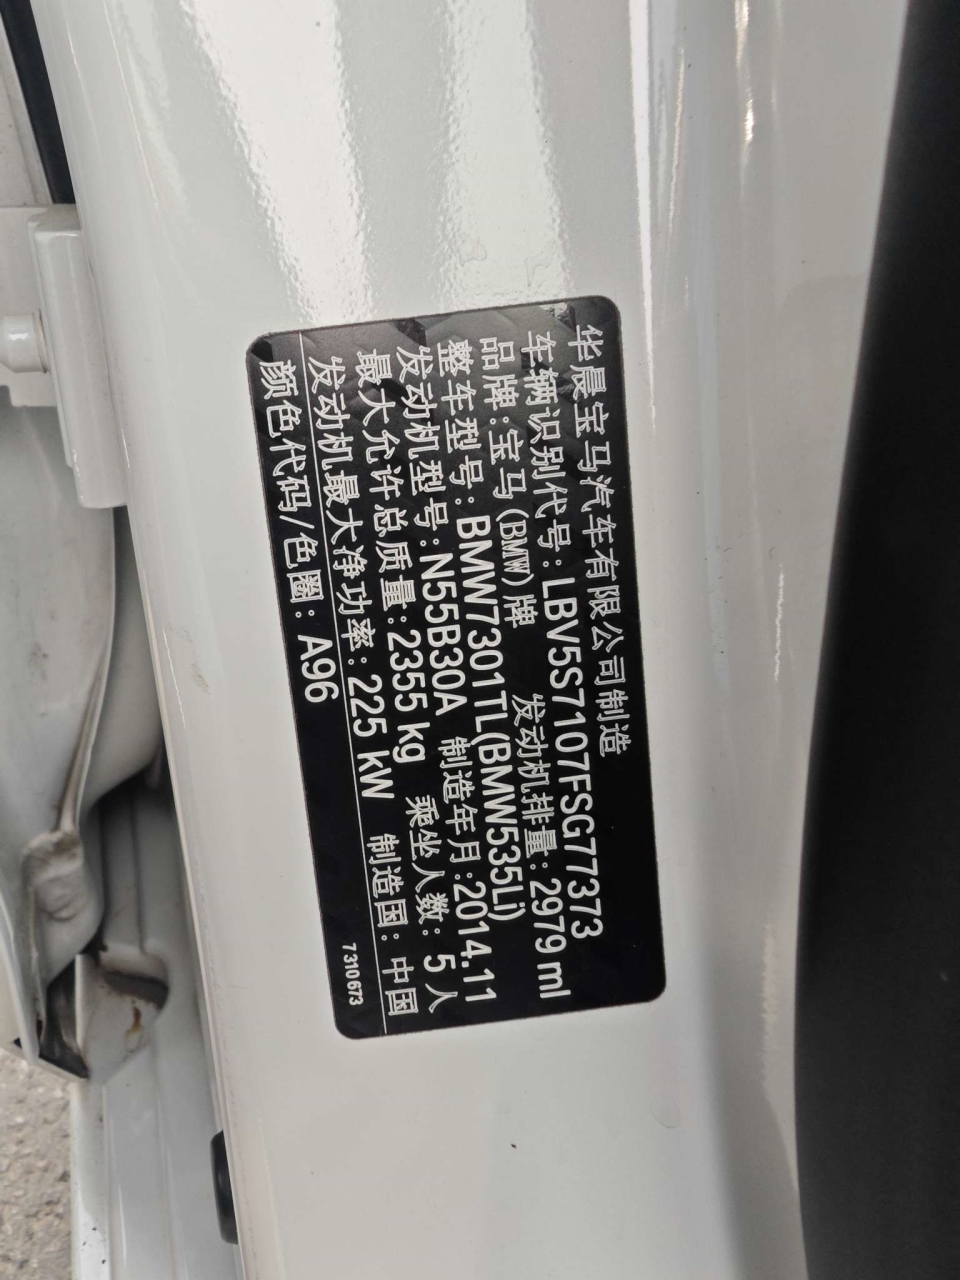 华晨宝马汽车有限公司制造
车辆识别代号: LBV5S7107FSG77373
品牌: 宝马(BMW)牌 发动机排量: 2979 ml
整车型号: BMW7301TL(BMW535Li)
发动机型号: N55B30A 制造年月: 2014.11
最大允许总质量: 2355 kg 乘坐人数: 5 人
发动机最大净功率: 225 kW 制造国: 中国
颜色代码/色圈: A96 7310673